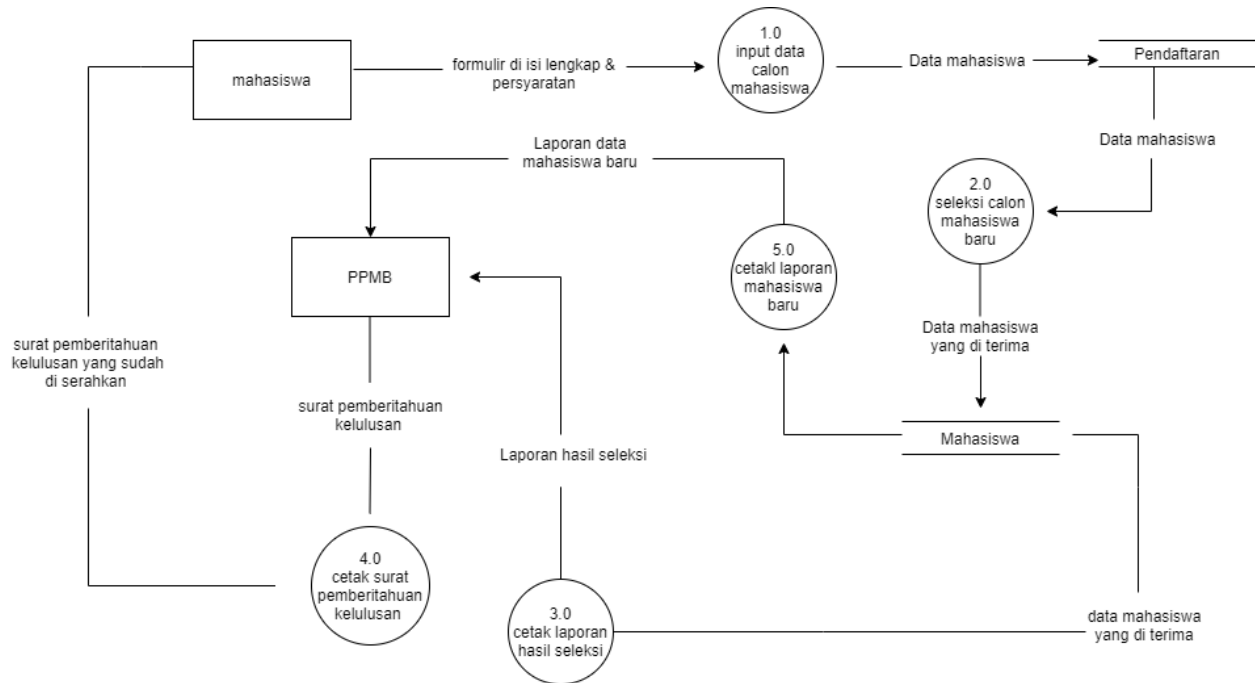 mahasiswa
formulir di isi lengkap &
persyaratan
1.0
input data
calon
mahasiswa
Data mahasiswa
Pendaftaran
Data mahasiswa
2.0
seleksi calon
mahasiswa
baru
Laporan data
mahasiswa baru
PPMB
5.0
cetakl laporan
mahasiswa
baru
Data mahasiswa
yang di terima
surat pemberitahuan
kelulusan yang sudah
di serahkan
surat pemberitahuan
kelulusan
Laporan hasil seleksi
Mahasiswa
4.0
cetak surat
pemberitahuan
kelulusan
3.0
cetak laporan
hasil seleksi
data mahasiswa
yang di terima